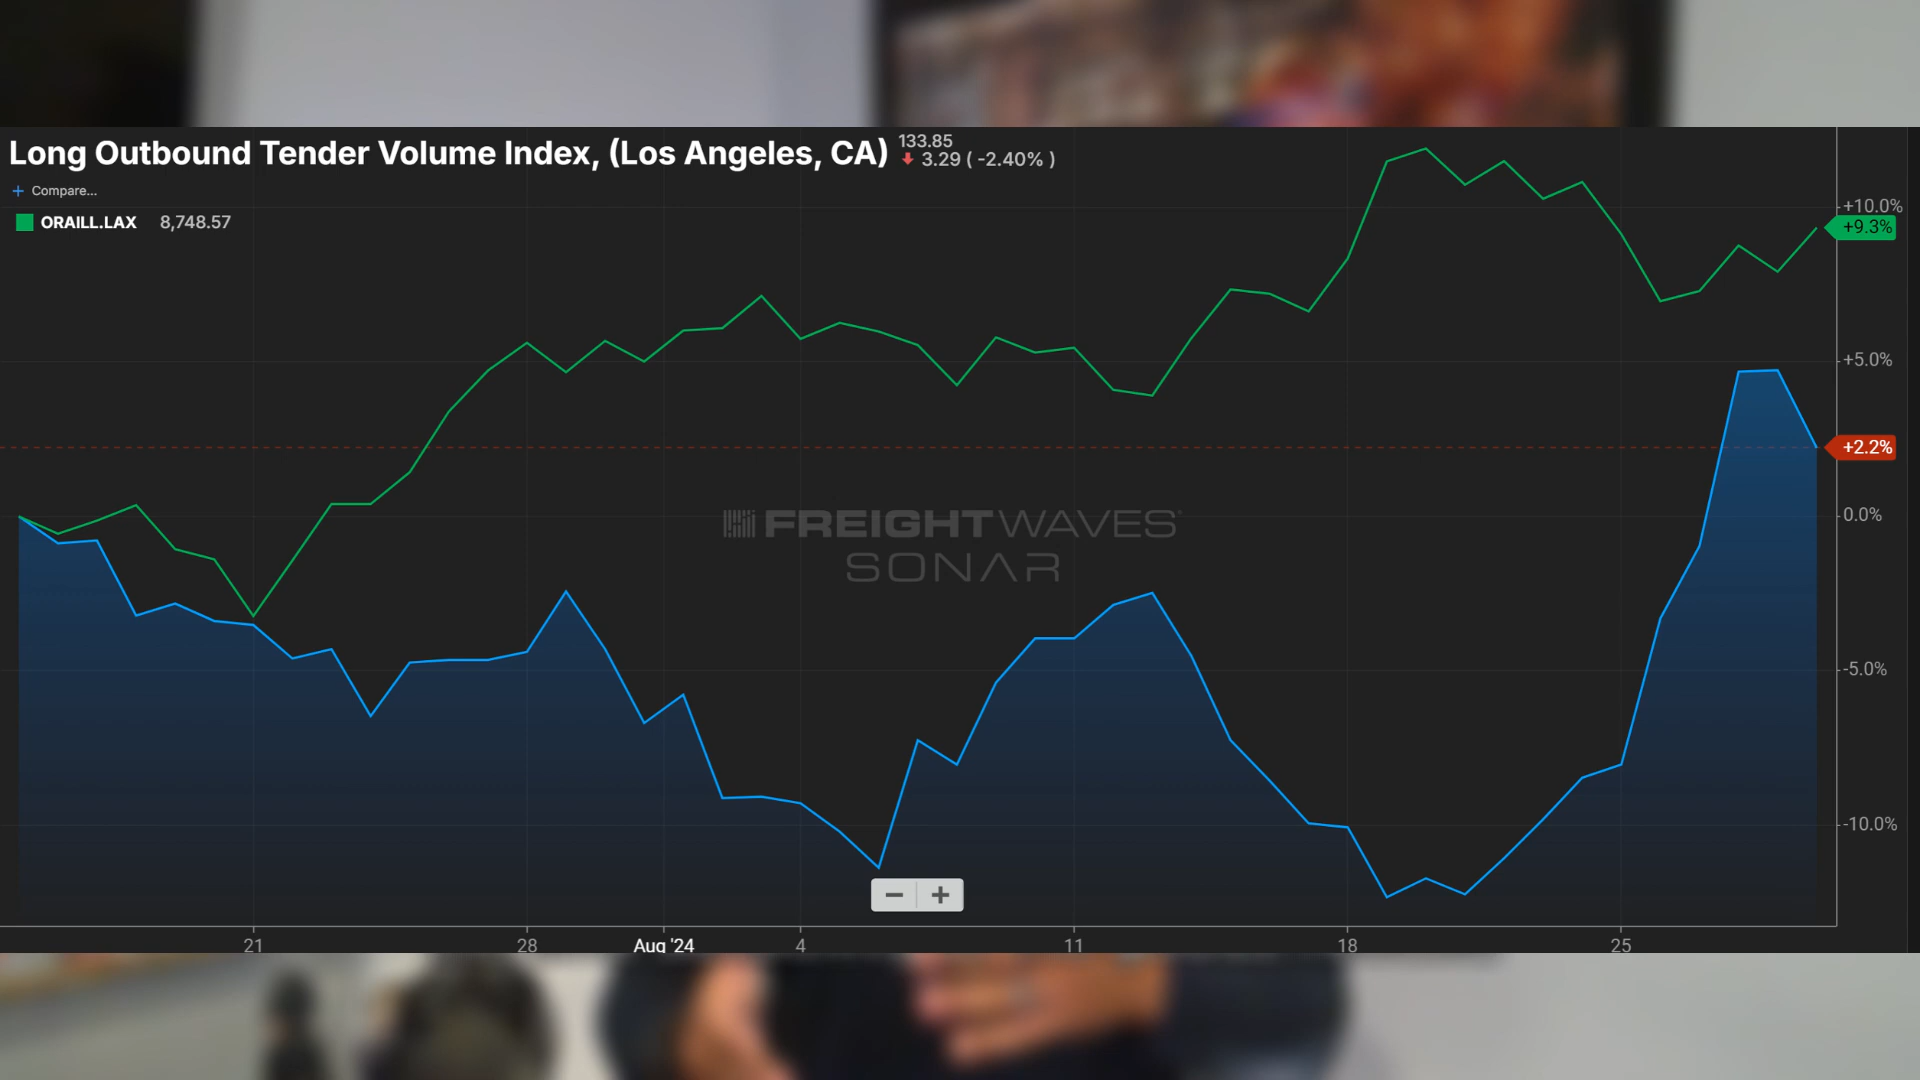 Long Outbound Tender Volume Index, (Los Angeles, CA)
133.85
3.29 ( -2.40% )
+ Compare...
ORAILL.LAX 8,748.57
+10.0%
+9.3%
+5.0%
+2.2%
0.0%
-5.0%
-10.0%
FREIGHTWAVES
SONAR
− +
21 28 Aug '24 4 11 18 25